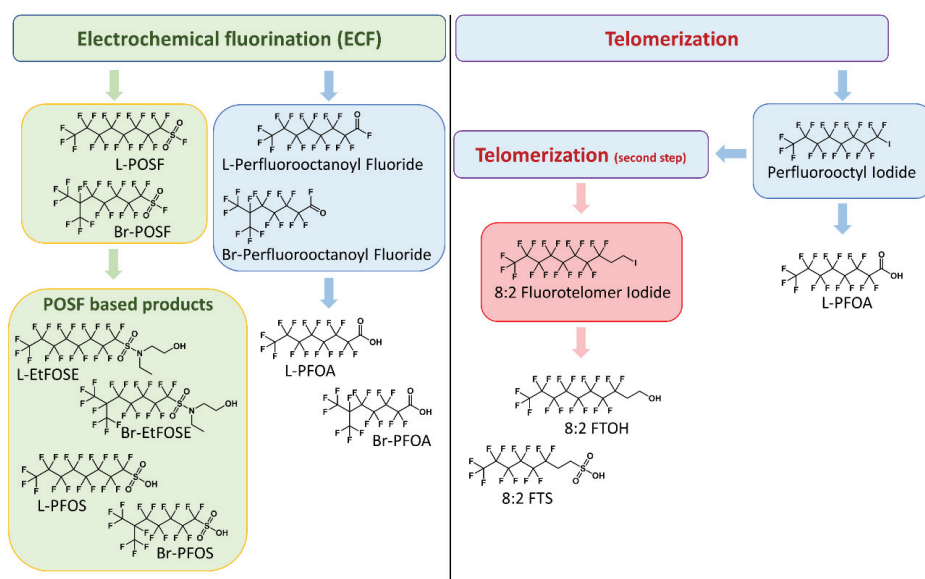 Electrochemical fluorination (ECF)
L-POSF
Br-POSF
L-Perfluorooctanoyl Fluoride
Br-Perfluorooctanoyl Fluoride
POSF based products
L-EtFOSE
Br-EtFOSE
L-PFOS
Br-PFOS
L-PFOA
Br-PFOA
Telomerization
Perfluorooctyl Iodide
Telomerization (second step)
8:2 Fluorotelomer Iodide
L-PFOA
8:2 FTOH
8:2 FTS